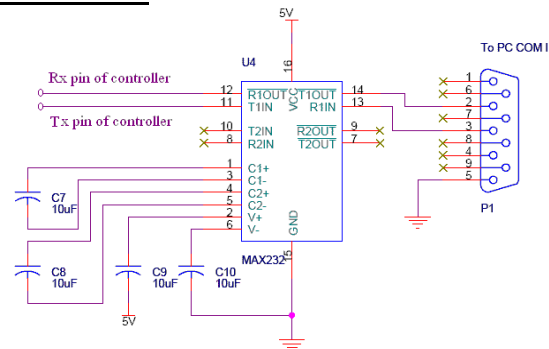 5V
U4
To PC COM I
16
Rx pin of controller
12 R1OUT VCC T1OUT 14
11 T1IN R1IN 13
Tx pin of controller
10 T2IN R2OUT 9
8 R2IN T2OUT 7
1 C1+
3 C1-
4 C2+
5 C2-
2 V+
6 V-
GND
15
MAX232
C7
10uF
C8
10uF
C9
10uF
C10
10uF
5V
1
6
2
7
3
8
4
9
5
P1